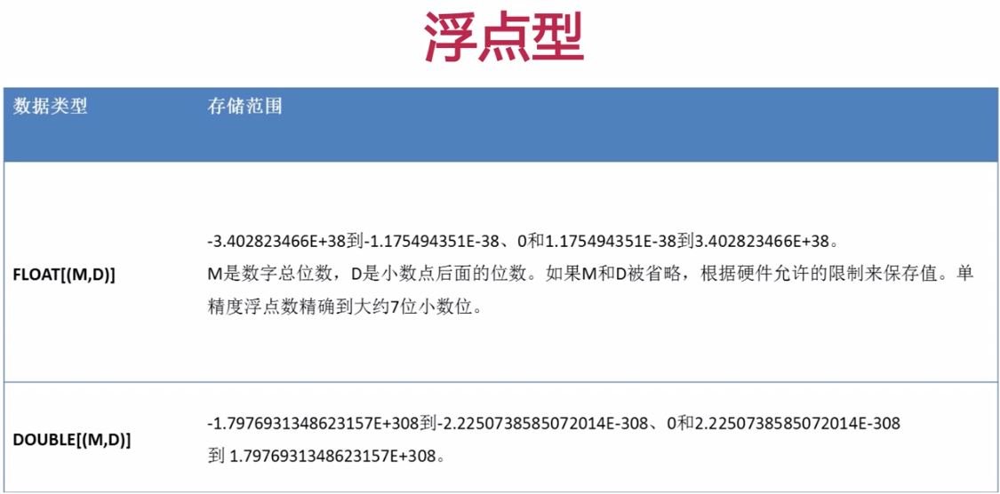 浮点型
数据类型
存储范围
FLOAT[(M,D)]
-3.402823466E+38到-1.175494351E-38、0和1.175494351E-38到3.402823466E+38。
M是数字总位数，D是小数点后面的位数。如果M和D被省略，根据硬件允许的限制来保存值。单
精度浮点数精确到大约7位小数位。
DOUBLE[(M,D)]
-1.7976931348623157E+308到-2.2250738585072014E-308、0和2.2250738585072014E-308
到 1.7976931348623157E+308。